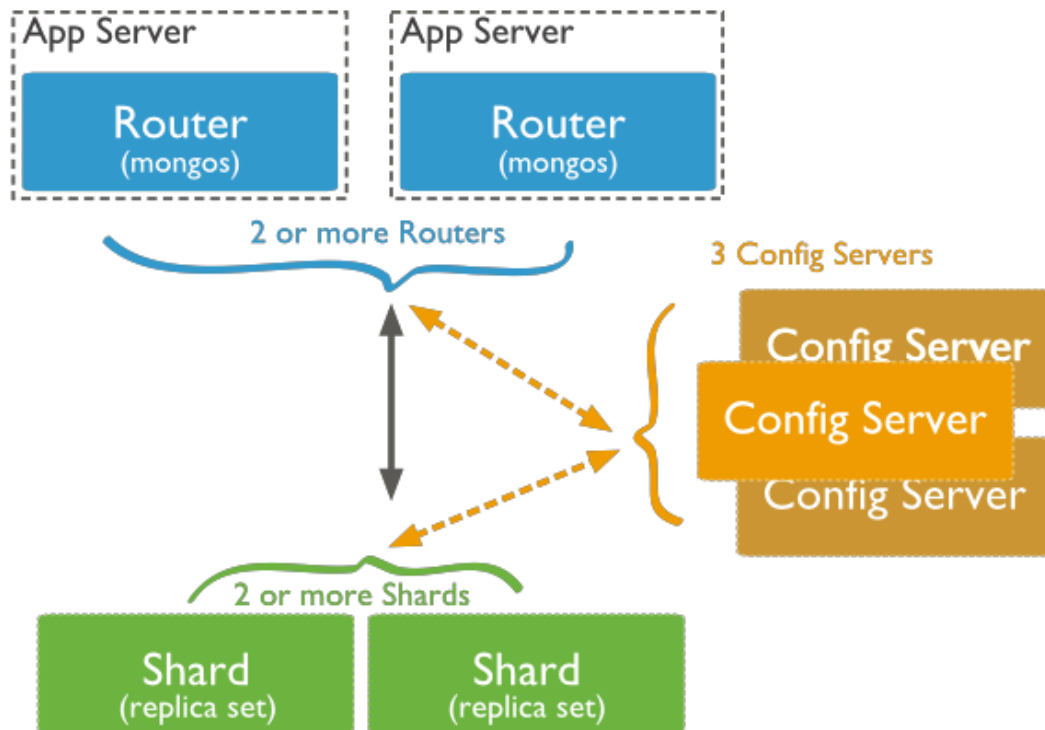 App Server
App Server
Router
(mongos)
Router
(mongos)
2 or more Routers
3 Config Servers
Config Server
Config Server
Config Server
2 or more Shards
Shard
(replica set)
Shard
(replica set)